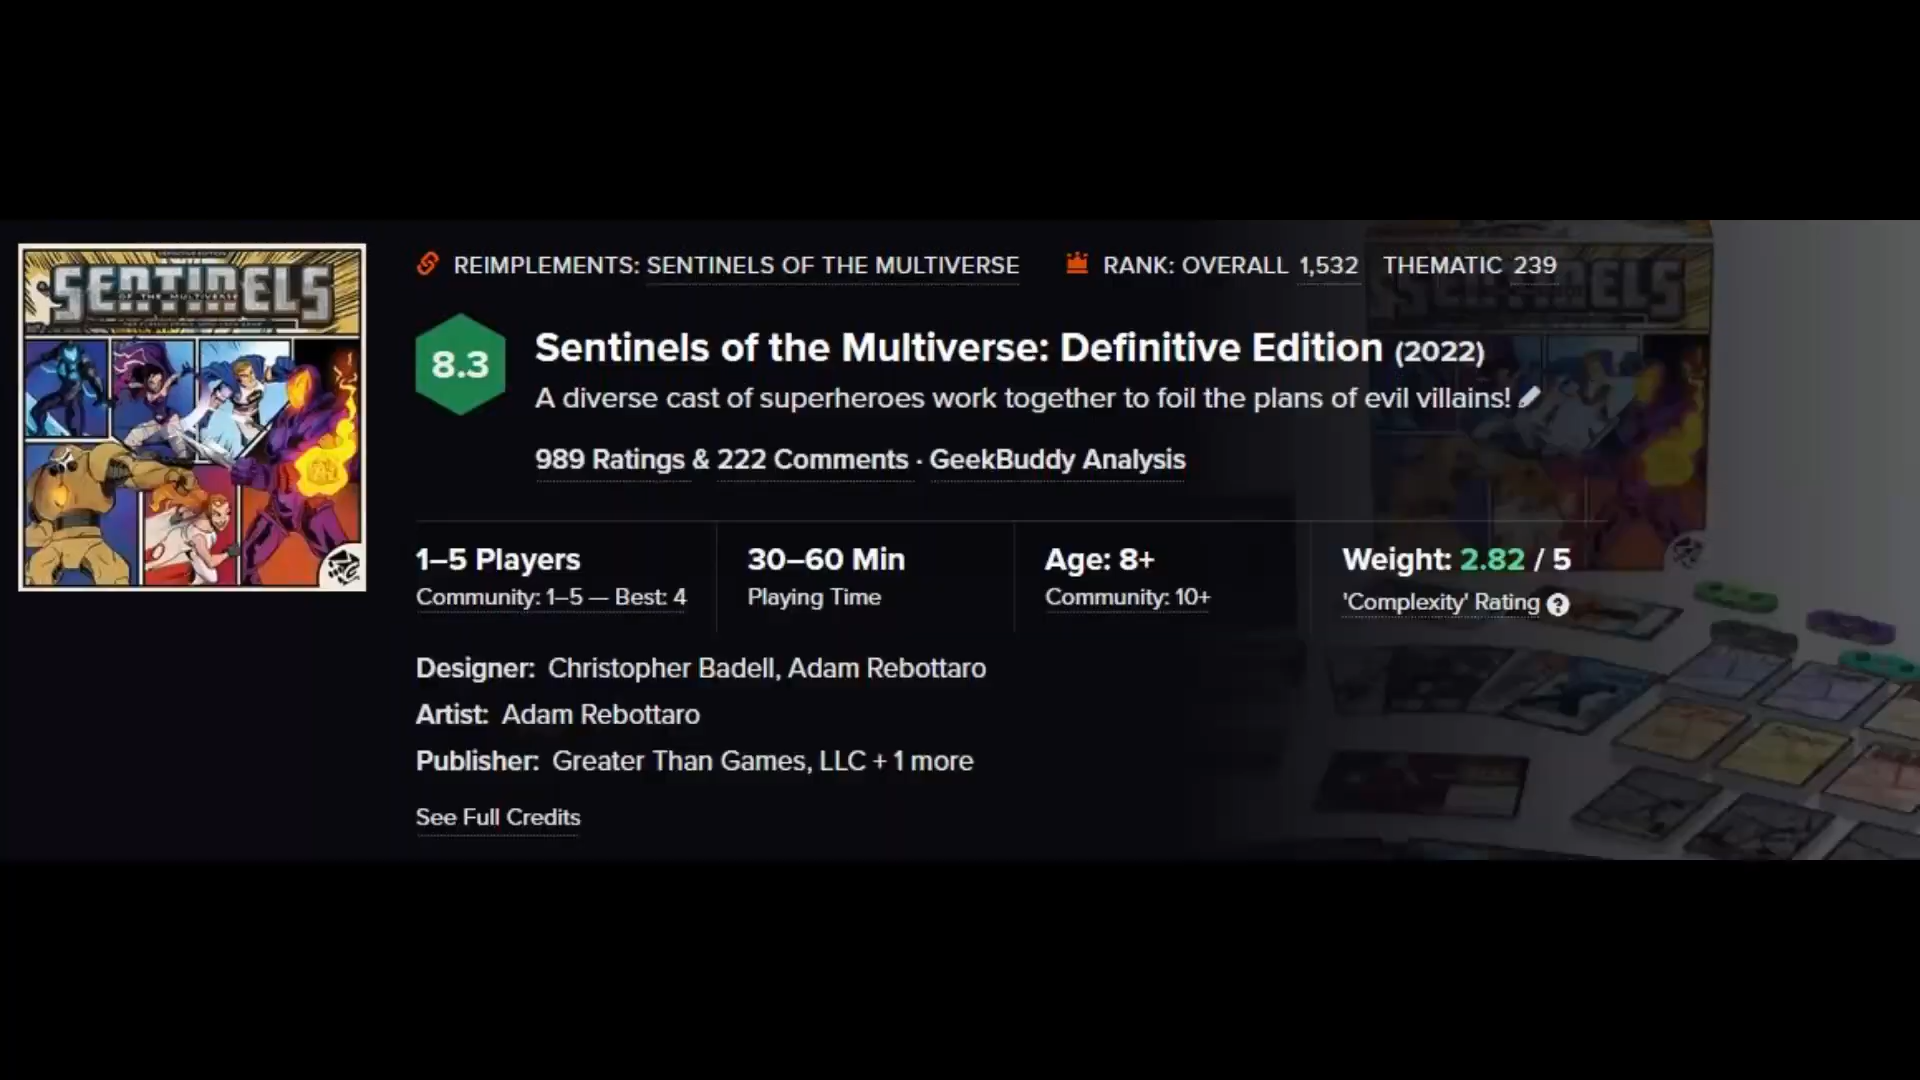 SENTINELS
OF THE MULTIVERSE
REIMPLEMENTS: SENTINELS OF THE MULTIVERSE
RANK: OVERALL 1,532 THEMATIC 239
8.3
Sentinels of the Multiverse: Definitive Edition (2022)
A diverse cast of superheroes work together to foil the plans of evil villains!
989 Ratings & 222 Comments · GeekBuddy Analysis
1–5 Players
Community: 1–5 — Best: 4
30–60 Min
Playing Time
Age: 8+
Community: 10+
Weight: 2.82 / 5
'Complexity' Rating ?
Designer: Christopher Badell, Adam Rebottaro
Artist: Adam Rebottaro
Publisher: Greater Than Games, LLC + 1 more
See Full Credits